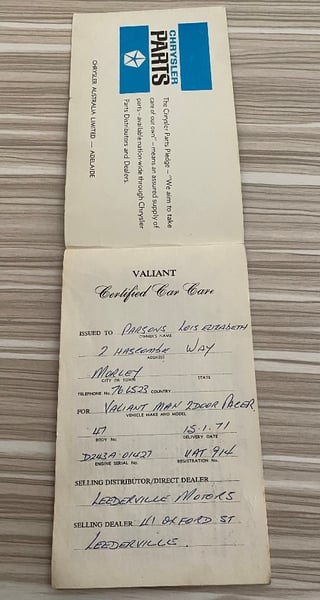 CHRYSLER
PARTS
The Chrysler Parts Pledge – "We aim to take
care of our own" – means an assured supply of
parts – available nation-wide through Chrysler
Parts Distributors and Dealers.
CHRYSLER AUSTRALIA LIMITED — ADELAIDE
VALIANT
Certified Car Care
ISSUED TO PARSONS LOIS ELIZABETH
OWNER'S NAME
2 HASCOMBE WAY
ADDRESS
MORLEY
CITY OR TOWN STATE
TELEPHONE No. 766523 COUNTRY
FOR VALIANT MAN 2DOOR PACER
VEHICLE MAKE AND MODEL
47 15.1.71
BODY No. DELIVERY DATE
D243A 01427 UAT 914
ENGINE SERIAL No. REGISTRATION No.
SELLING DISTRIBUTOR/DIRECT DEALER
LEEDERVILLE MOTORS
SELLING DEALER 41 OXFORD ST
LEEDERVILLE.